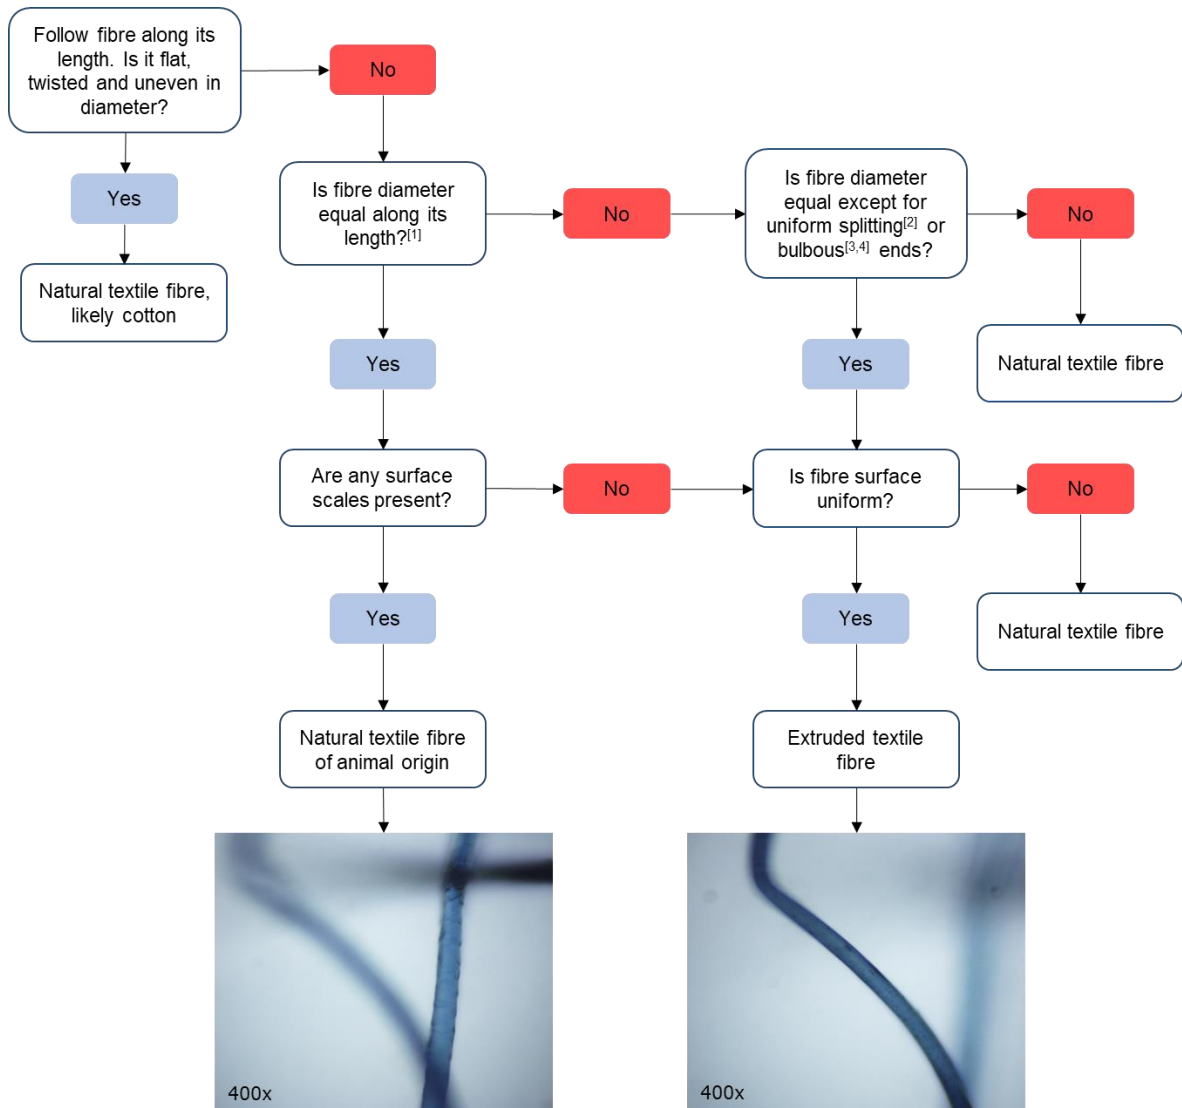 Follow fibre along its
length. Is it flat,
twisted and uneven in
diameter?
No
Yes
Natural textile fibre,
likely cotton
Is fibre diameter
equal along its
length?[1]
No
Is fibre diameter
equal except for
uniform splitting[2] or
bulbous[3,4] ends?
No
Natural textile fibre
Yes
Yes
Are any surface
scales present?
No
Is fibre surface
uniform?
No
Natural textile fibre
Yes
Yes
Natural textile fibre
of animal origin
Extruded textile
fibre
400x
400x